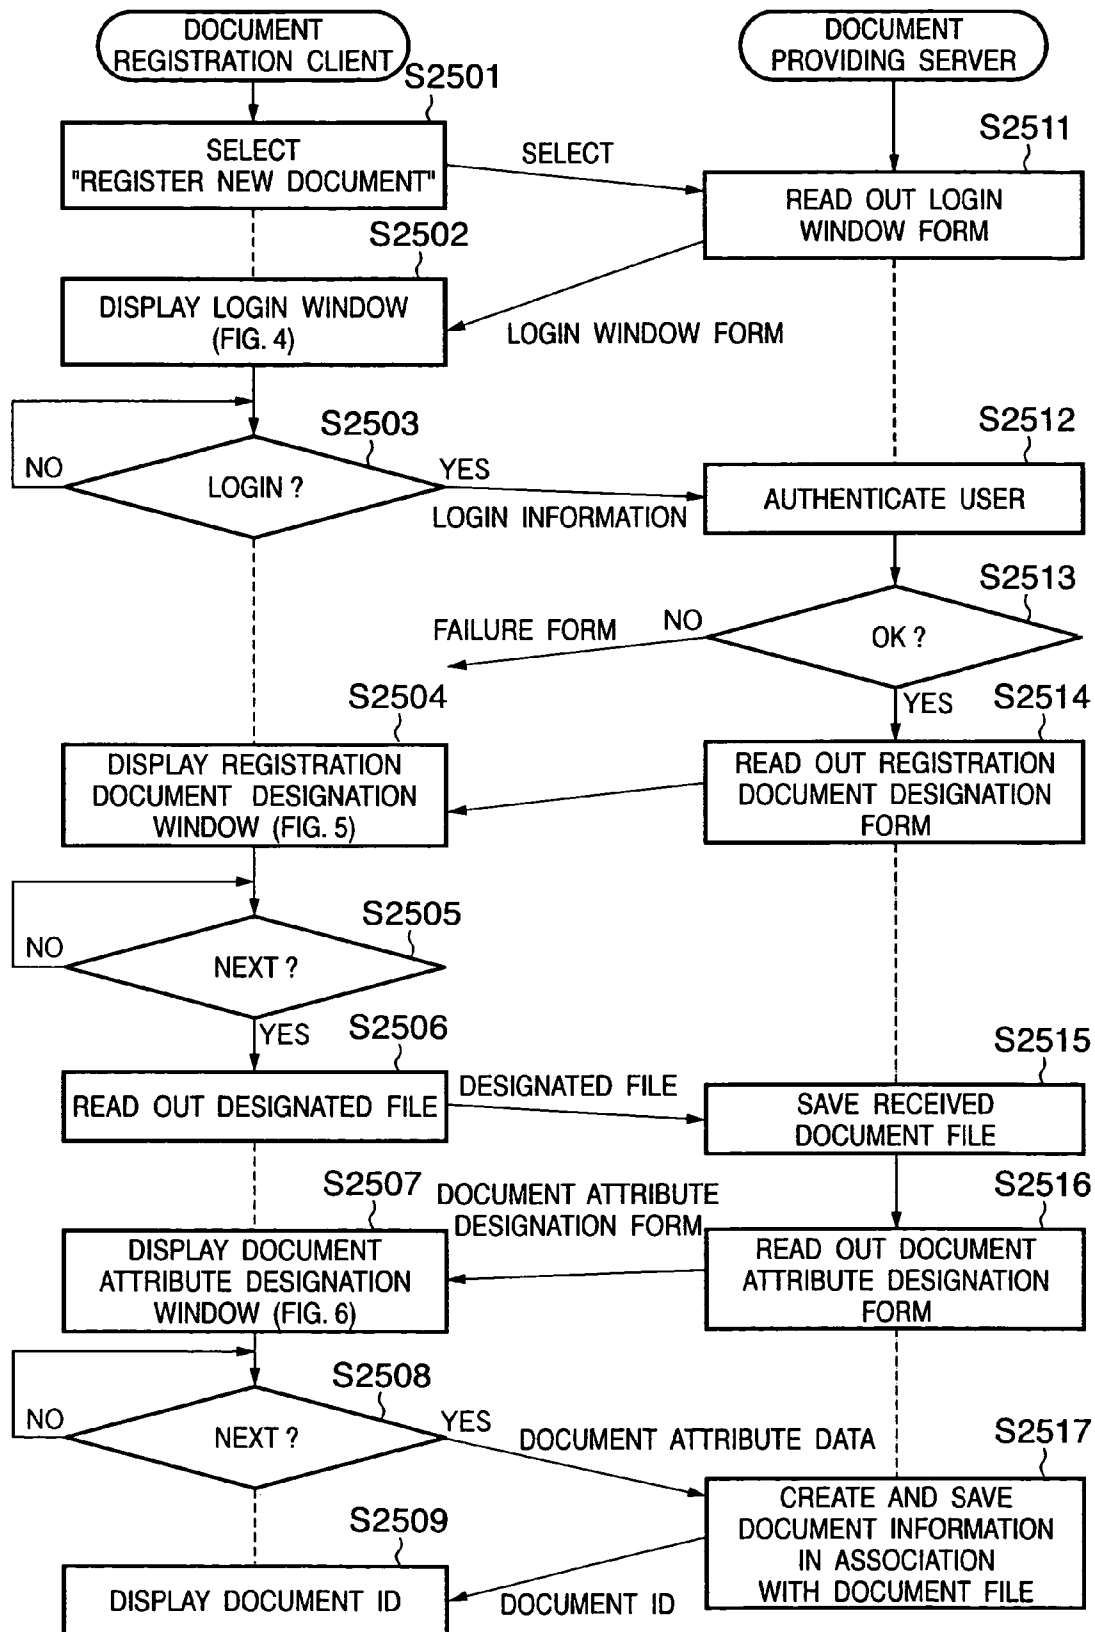 DOCUMENT
REGISTRATION CLIENT
DOCUMENT
PROVIDING SERVER
S2501
SELECT
"REGISTER NEW DOCUMENT"
SELECT
S2511
READ OUT LOGIN
WINDOW FORM
S2502
DISPLAY LOGIN WINDOW
(FIG. 4)
LOGIN WINDOW FORM
S2503
NO
LOGIN ?
YES
LOGIN INFORMATION
S2512
AUTHENTICATE USER
S2513
NO
OK ?
FAILURE FORM
YES
S2504
DISPLAY REGISTRATION
DOCUMENT DESIGNATION
WINDOW (FIG. 5)
S2514
READ OUT REGISTRATION
DOCUMENT DESIGNATION
FORM
S2505
NO
NEXT ?
YES
S2506
READ OUT DESIGNATED FILE
DESIGNATED FILE
S2515
SAVE RECEIVED
DOCUMENT FILE
S2507
DISPLAY DOCUMENT
ATTRIBUTE DESIGNATION
WINDOW (FIG. 6)
DOCUMENT ATTRIBUTE
DESIGNATION FORM
S2516
READ OUT DOCUMENT
ATTRIBUTE DESIGNATION
FORM
S2508
NO
NEXT ?
YES
DOCUMENT ATTRIBUTE DATA
S2517
CREATE AND SAVE
DOCUMENT INFORMATION
IN ASSOCIATION
WITH DOCUMENT FILE
S2509
DISPLAY DOCUMENT ID
DOCUMENT ID